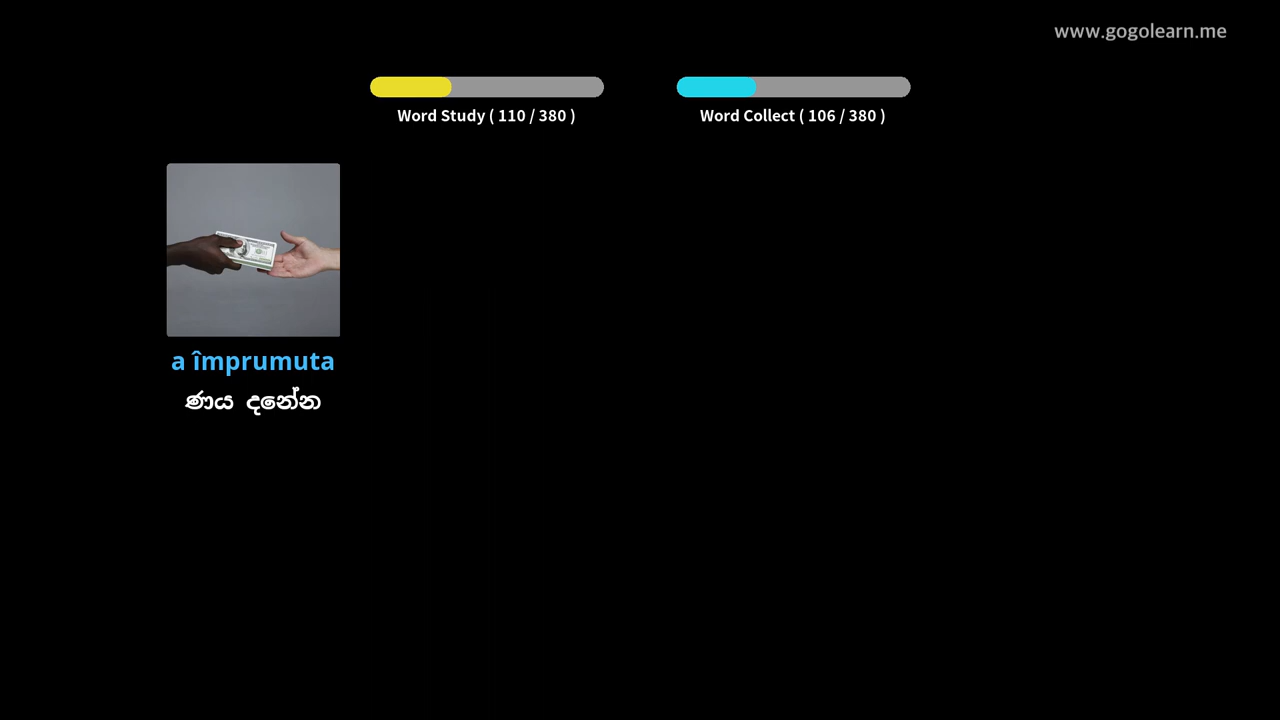 www.gogolearn.me
Word Study ( 110 / 380 )
Word Collect ( 106 / 380 )
a împrumuta
ණය දෙන්න